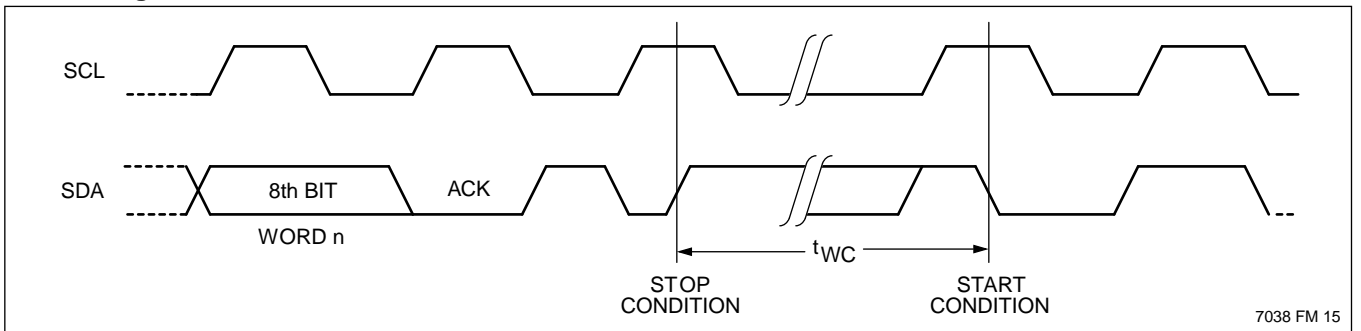 SCL
SDA
8th BIT
ACK
WORD n
tWC
STOP
CONDITION
START
CONDITION
7038 FM 15